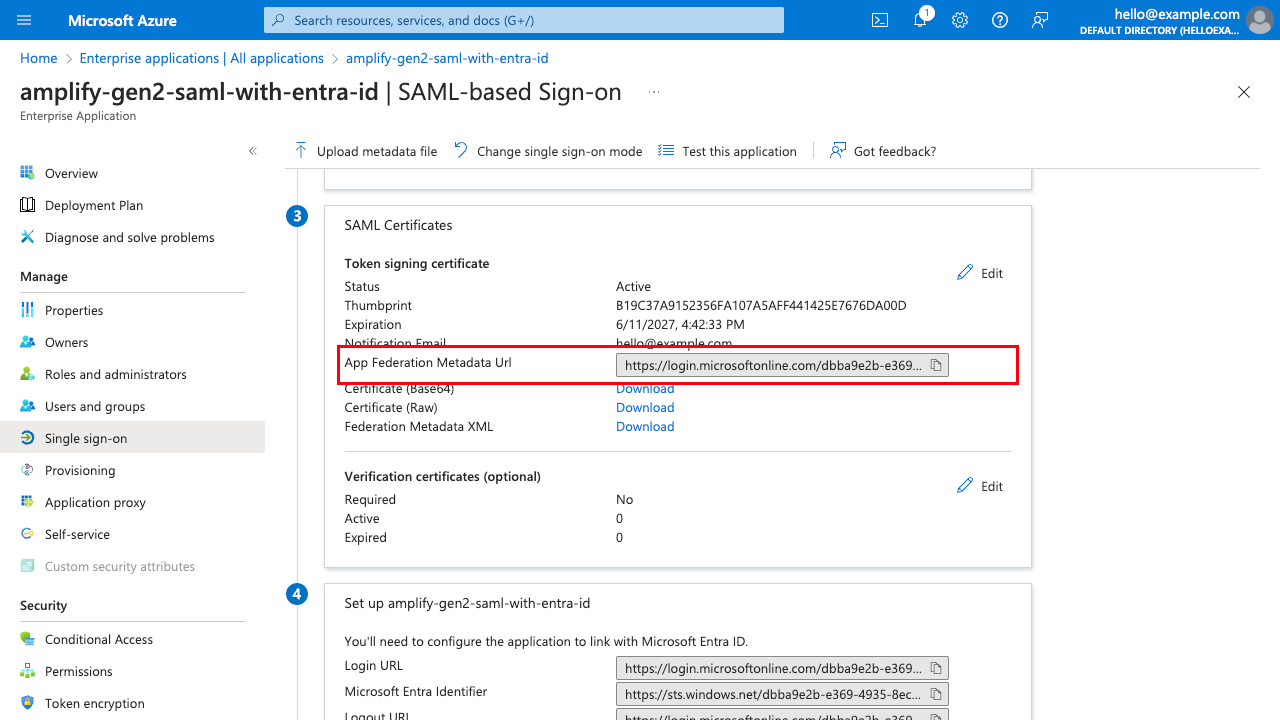 Microsoft Azure
Search resources, services, and docs (G+/)
1
hello@example.com
DEFAULT DIRECTORY (HELLOEXA...
Home > Enterprise applications | All applications > amplify-gen2-saml-with-entra-id
amplify-gen2-saml-with-entra-id | SAML-based Sign-on ...
Enterprise Application
«
Overview
Deployment Plan
Diagnose and solve problems
Manage
Properties
Owners
Roles and administrators
Users and groups
Single sign-on
Provisioning
Application proxy
Self-service
Custom security attributes
Security
Conditional Access
Permissions
Token encryption
Upload metadata file Change single sign-on mode Test this application Got feedback?
3
SAML Certificates
Token signing certificate
Edit
Status Active
Thumbprint B19C37A9152356FA107A5AFF441425E7676DA00D
Expiration 6/11/2027, 4:42:33 PM
Notification Email hello@example.com
App Federation Metadata Url https://login.microsoftonline.com/dbba9e2b-e369...
Certificate (Base64) Download
Certificate (Raw) Download
Federation Metadata XML Download
Verification certificates (optional)
Edit
Required No
Active 0
Expired 0
4
Set up amplify-gen2-saml-with-entra-id
You'll need to configure the application to link with Microsoft Entra ID.
Login URL https://login.microsoftonline.com/dbba9e2b-e369...
Microsoft Entra Identifier https://sts.windows.net/dbba9e2b-e369-4935-8ec...
Logout URL https://login.microsoftonline.com/dbba9e2b-e369...